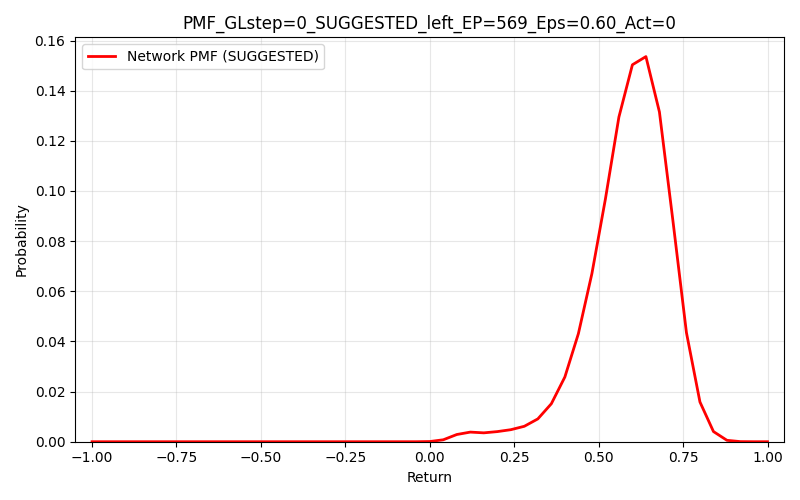 PMF_GLstep=0_SUGGESTED_left_EP=569_Eps=0.60_Act=0
Network PMF (SUGGESTED)
0.16
0.14
0.12
0.10
0.08
0.06
0.04
0.02
0.00
Probability
−1.00 −0.75 −0.50 −0.25 0.00 0.25 0.50 0.75 1.00
Return